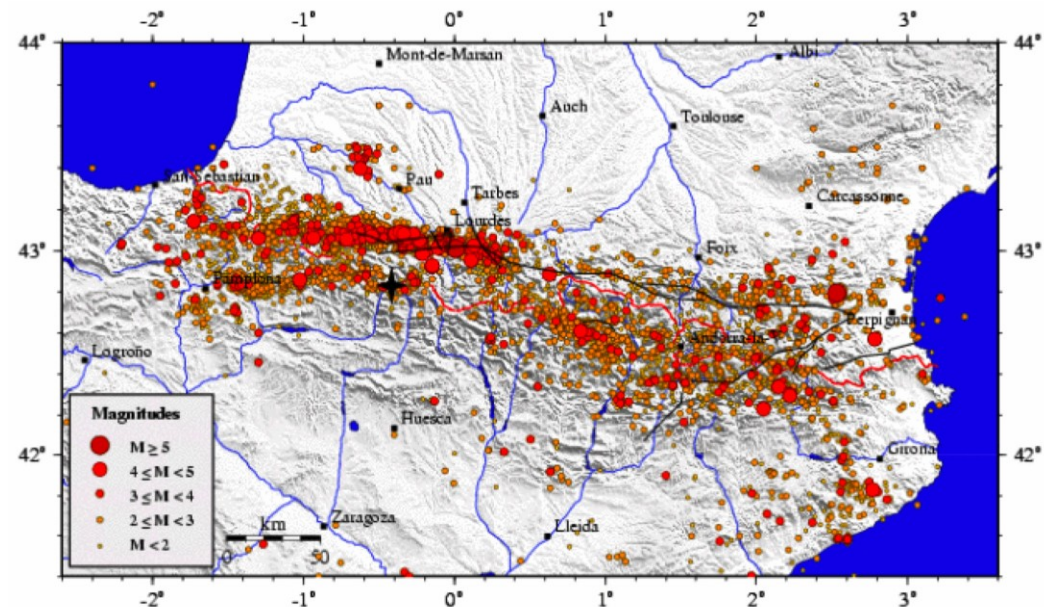 -2° -1° 0° 1° 2° 3°
44° 44°
Mont-de-Marsan
Albi
Auch
Toulouse
San-Sebastian
Pau
Tarbes
Carcassonne
Lourdes
43° 43°
Foix
Pamplona
Perpignan
Andorra-la-
Logroño
Magnitudes
M ≥ 5
4 ≤ M < 5
3 ≤ M < 4
2 ≤ M < 3
M < 2
Huesca
42° 42°
Girona
km
0 50
Zaragoza
Lleida
-2° -1° 0° 1° 2° 3°